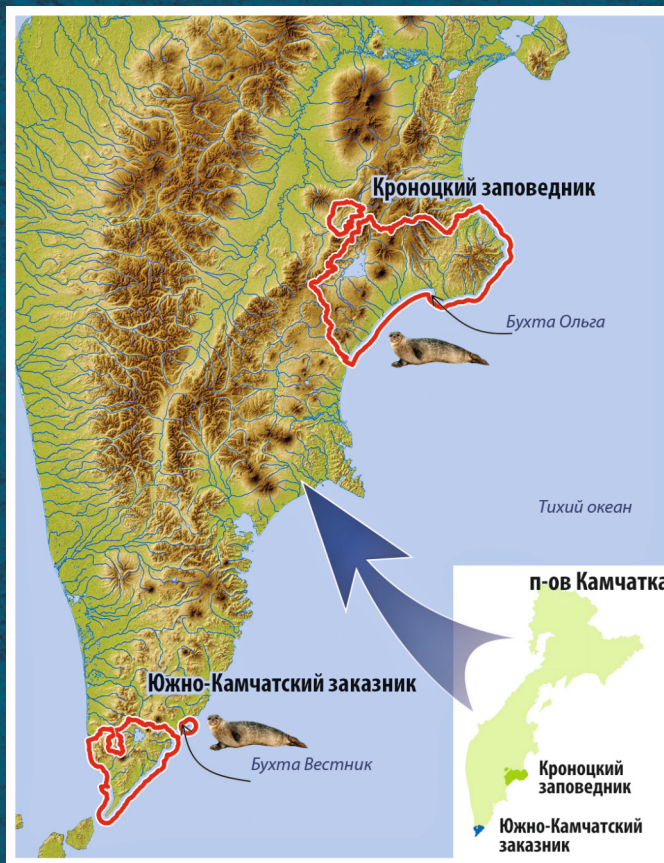 Кроноцкий заповедник
Бухта Ольга
Тихий океан
п-ов Камчатка
Южно-Камчатский заказник
Бухта Вестник
Кроноцкий
заповедник
Южно-Камчатский
заказник